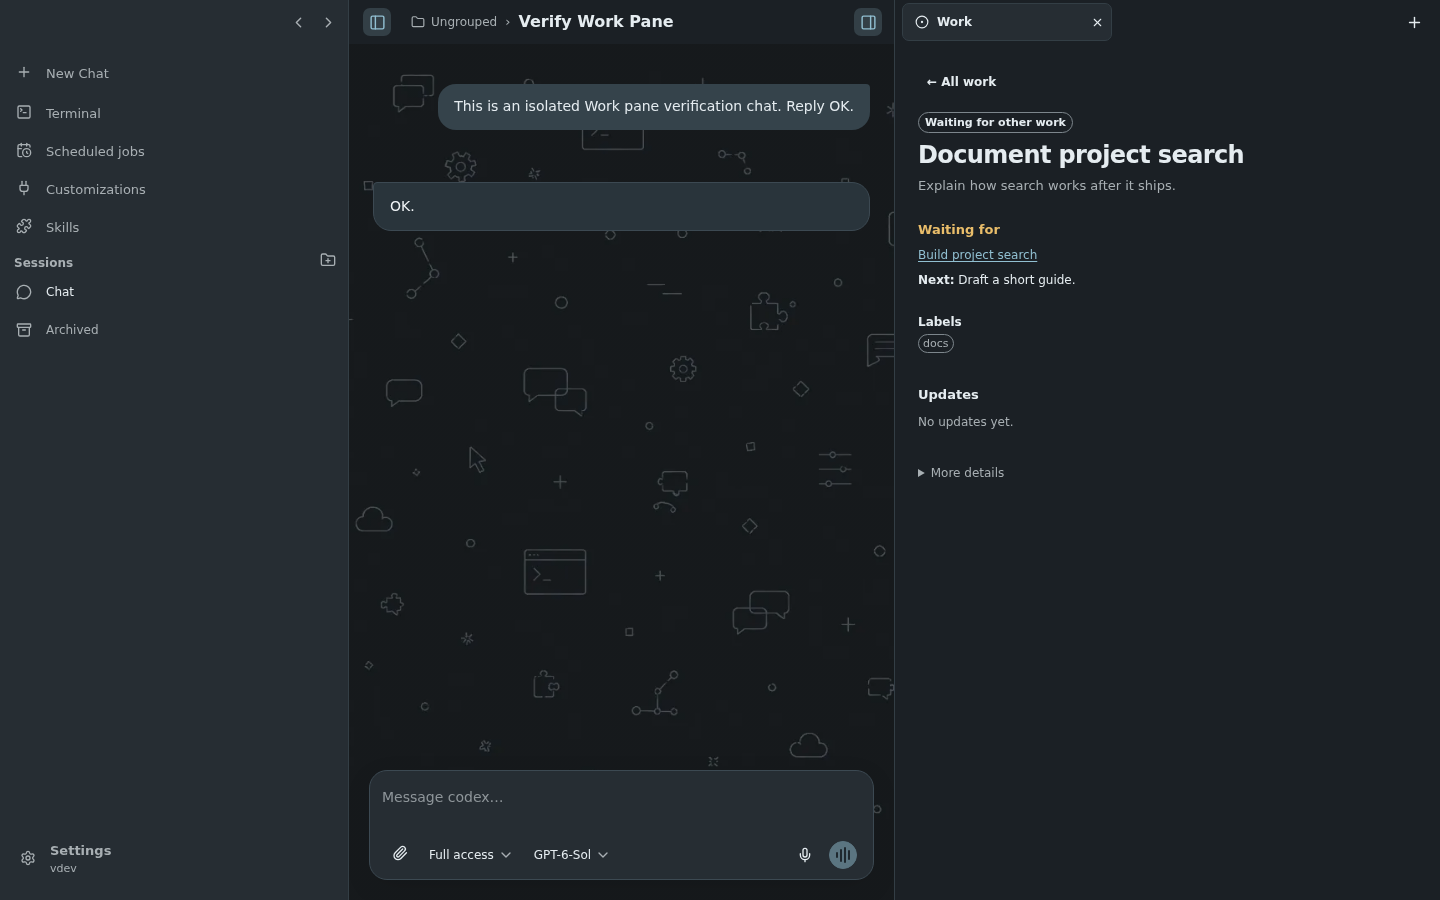 New Chat
Terminal
Scheduled jobs
Customizations
Skills
Sessions
Chat
Archived
Settings
vdev
Ungrouped › Verify Work Pane
This is an isolated Work pane verification chat. Reply OK.
OK.
Message codex...
Full access
GPT-6-Sol
Work
← All work
Waiting for other work
Document project search
Explain how search works after it ships.
Waiting for
Build project search
Next: Draft a short guide.
Labels
docs
Updates
No updates yet.
More details